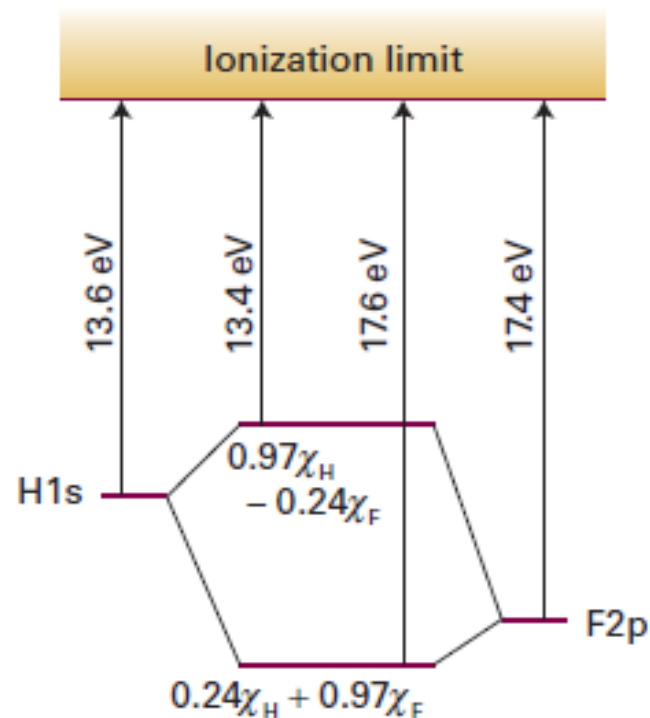 Ionization limit
13.6 eV
13.4 eV
17.6 eV
17.4 eV
0.97χH
− 0.24χF
H1s
F2p
0.24χH + 0.97χF